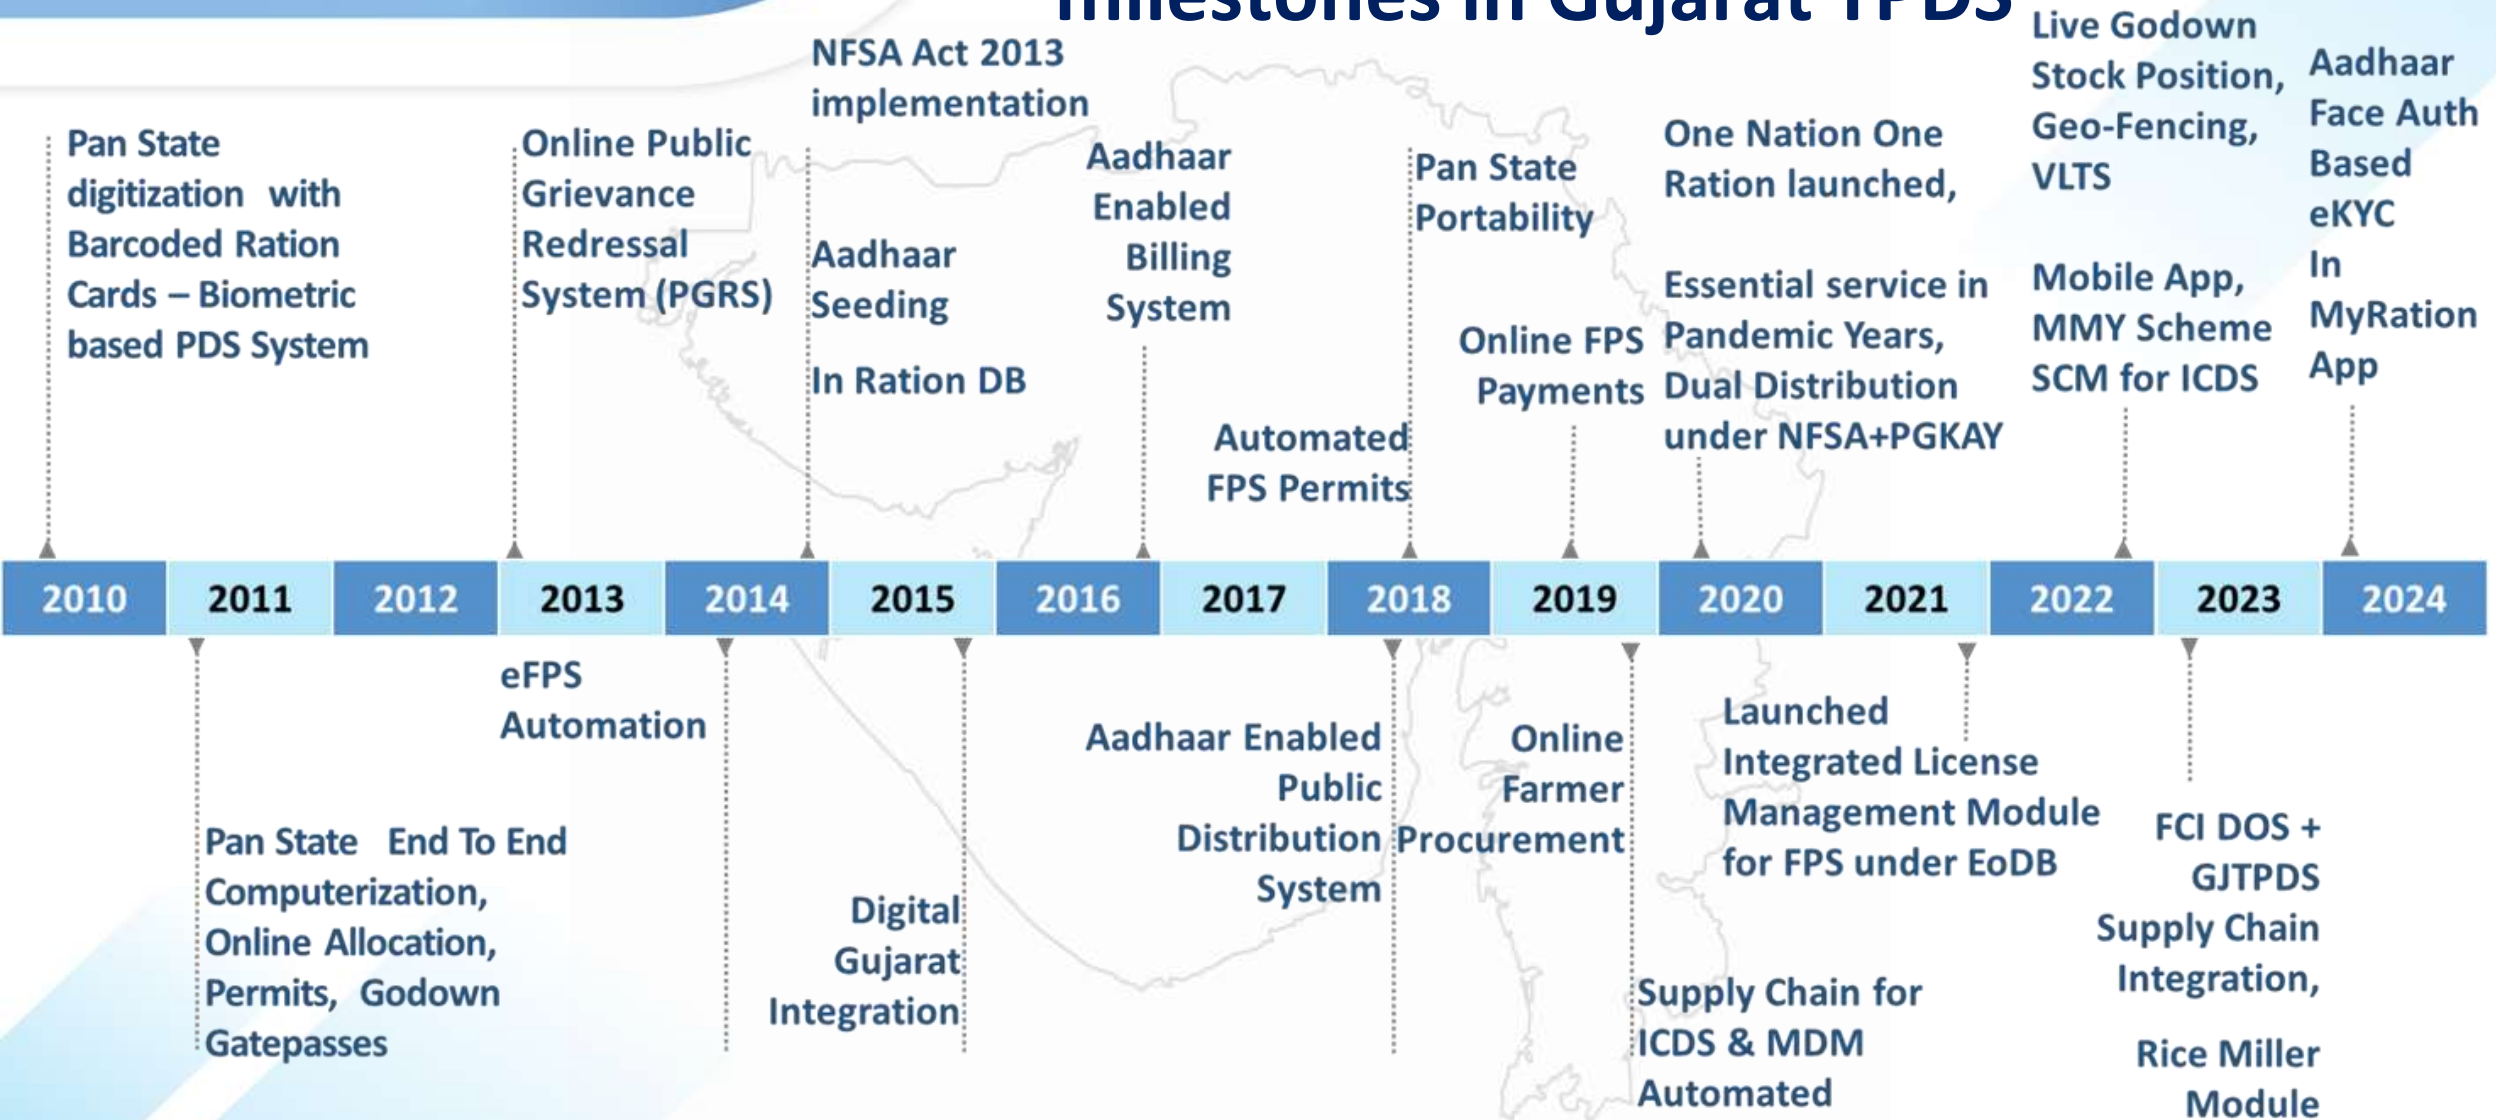 Milestones in Gujarat TPDS
Pan State
digitization with
Barcoded Ration
Cards – Biometric
based PDS System
Online Public
Grievance
Redressal
System (PGRS)
NFSA Act 2013
implementation
Aadhaar
Seeding
In Ration DB
Aadhaar
Enabled
Billing
System
Automated
FPS Permits
Pan State
Portability
Online FPS
Payments
One Nation One
Ration launched,
Essential service in
Pandemic Years,
Dual Distribution
under NFSA+PGKAY
Live Godown
Stock Position,
Geo-Fencing,
VLTS
Mobile App,
MMY Scheme
SCM for ICDS
Aadhaar
Face Auth
Based
eKYC
In
MyRation
App
2010 2011 2012 2013 2014 2015 2016 2017 2018 2019 2020 2021 2022 2023 2024
Pan State End To End
Computerization,
Online Allocation,
Permits, Godown
Gatepasses
eFPS
Automation
Digital
Gujarat
Integration
Aadhaar Enabled
Public
Distribution
System
Online
Farmer
Procurement
Supply Chain for
ICDS & MDM
Automated
Launched
Integrated License
Management Module
for FPS under EoDB
FCI DOS +
GJTPDS
Supply Chain
Integration,
Rice Miller
Module